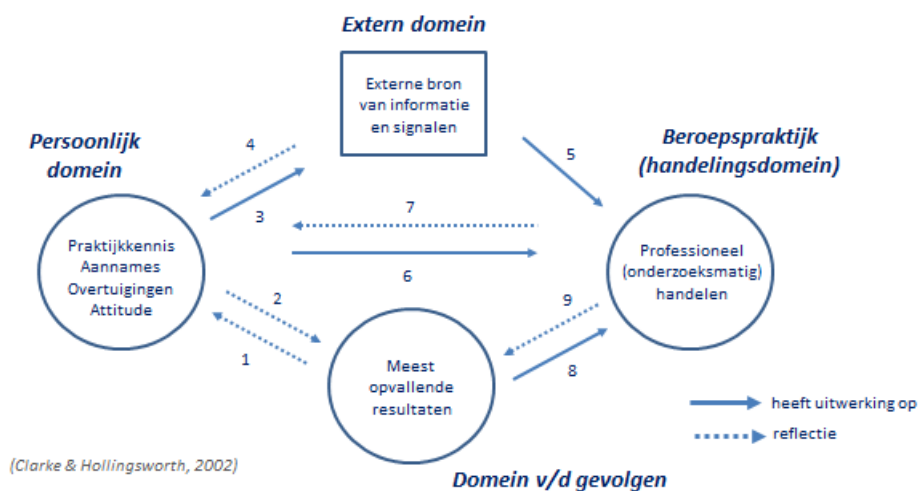 Extern domein
Externe bron
van informatie
en signalen
Persoonlijk
domein
Beroepspraktijk
(handelingsdomein)
4
5
3
7
Praktijkkennis
Aannames
Overtuigingen
Attitude
Professioneel
(onderzoeksmatig)
handelen
6
2
9
1
Meest
opvallende
resultaten
8
heeft uitwerking op
reflectie
(Clarke & Hollingsworth, 2002)
Domein v/d gevolgen